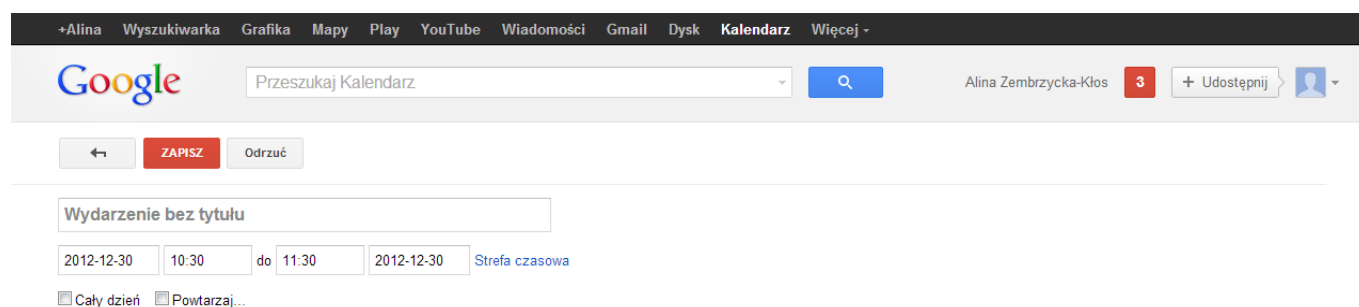 +Alina Wyszukiwarka Grafika Mapy Play YouTube Wiadomości Gmail Dysk Kalendarz Więcej
Google Przeszukaj Kalendarz Alina Zembrzycka-Kłos 3 + Udostępnij
ZAPISZ Odrzuć
Wydarzenie bez tytułu
2012-12-30 10:30 do 11:30 2012-12-30 Strefa czasowa
Cały dzień Powtarzaj...